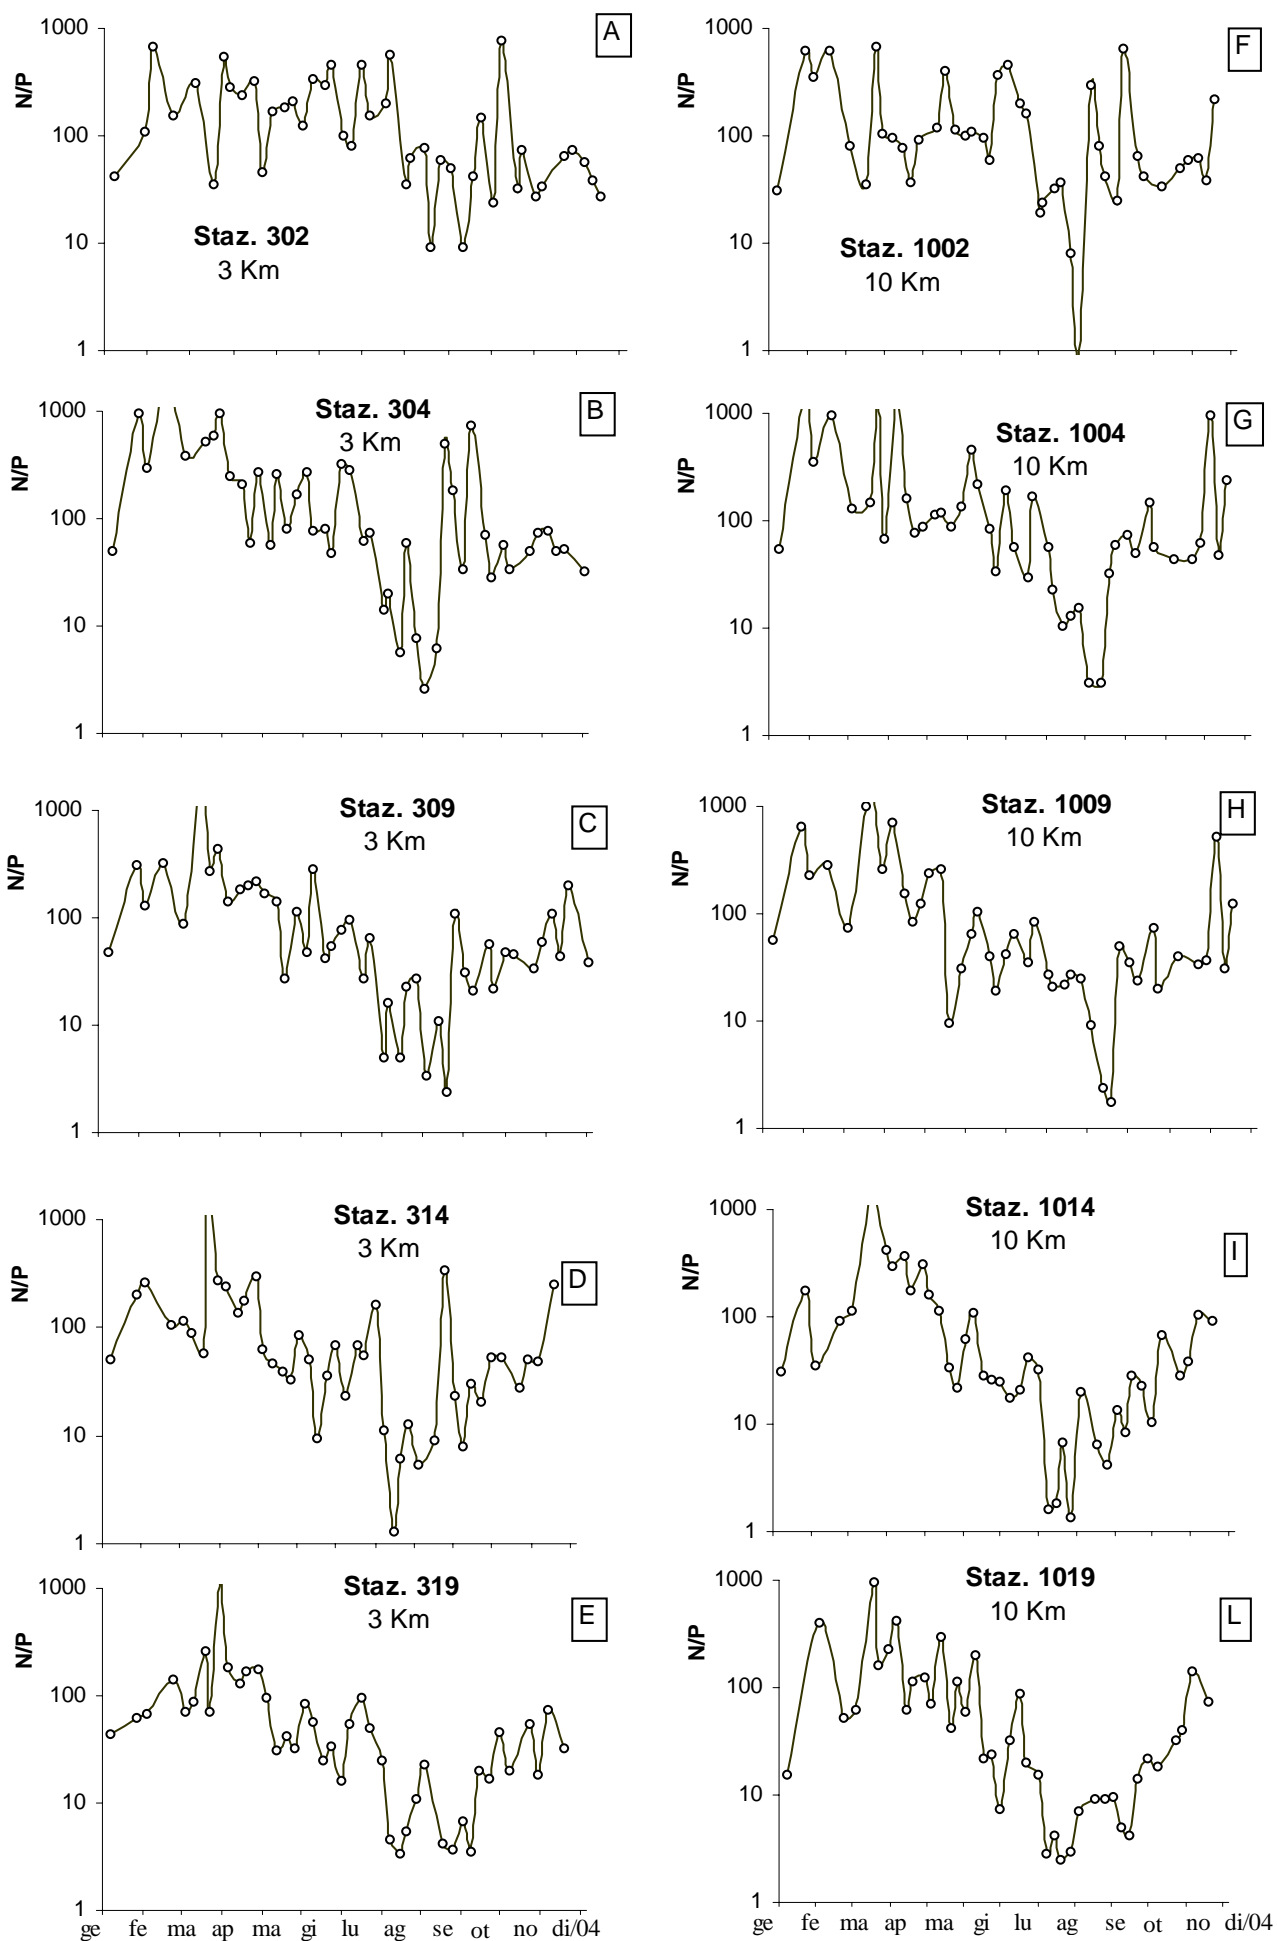 1000
100
10
1
N/P
A
Staz. 302
3 Km
1000
100
10
1
N/P
F
Staz. 1002
10 Km
1000
100
10
1
N/P
B
Staz. 304
3 Km
1000
100
10
1
N/P
G
Staz. 1004
10 Km
1000
100
10
1
N/P
C
Staz. 309
3 Km
1000
100
10
1
N/P
H
Staz. 1009
10 Km
1000
100
10
1
N/P
D
Staz. 314
3 Km
1000
100
10
1
N/P
I
Staz. 1014
10 Km
1000
100
10
1
N/P
E
Staz. 319
3 Km
ge fe ma ap ma gi lu ag se ot no di/04
1000
100
10
1
N/P
L
Staz. 1019
10 Km
ge fe ma ap ma gi lu ag se ot no di/04